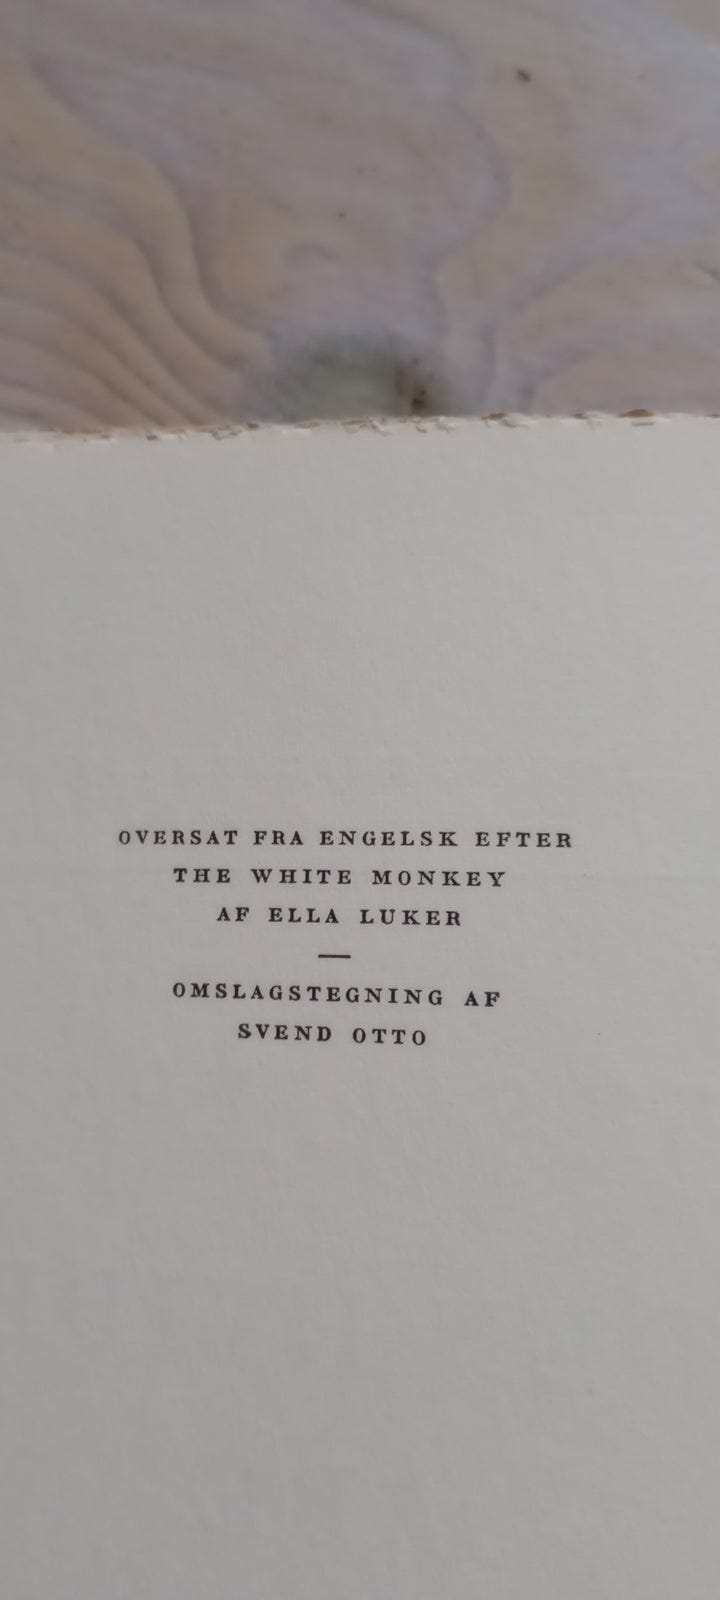 OVERSAT FRA ENGELSK EFTER
THE WHITE MONKEY
AF ELLA LUKER
—
OMSLAGSTEGNING AF
SVEND OTTO